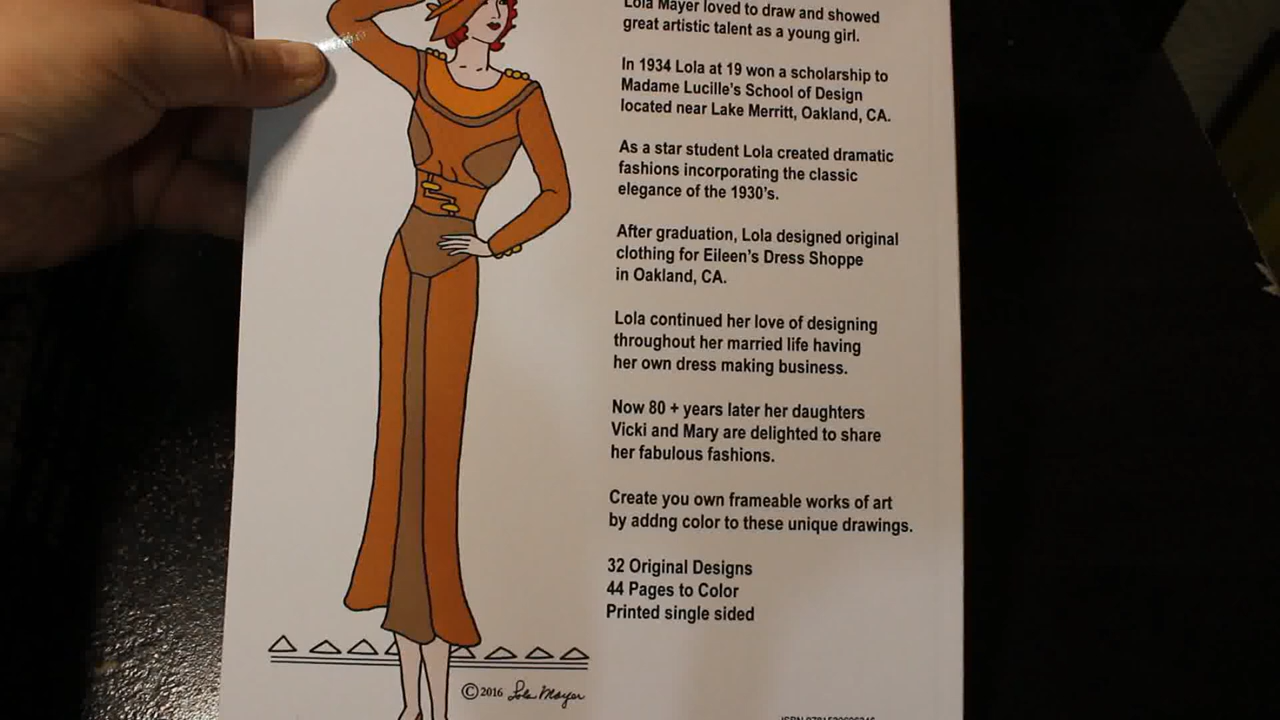 Lola Mayer loved to draw and showed
great artistic talent as a young girl.
In 1934 Lola at 19 won a scholarship to
Madame Lucille's School of Design
located near Lake Merritt, Oakland, CA.
As a star student Lola created dramatic
fashions incorporating the classic
elegance of the 1930's.
After graduation, Lola designed original
clothing for Eileen's Dress Shoppe
in Oakland, CA.
Lola continued her love of designing
throughout her married life having
her own dress making business.
Now 80 + years later her daughters
Vicki and Mary are delighted to share
her fabulous fashions.
Create you own frameable works of art
by addng color to these unique drawings.
32 Original Designs
44 Pages to Color
Printed single sided
©2016 Lola Mayer